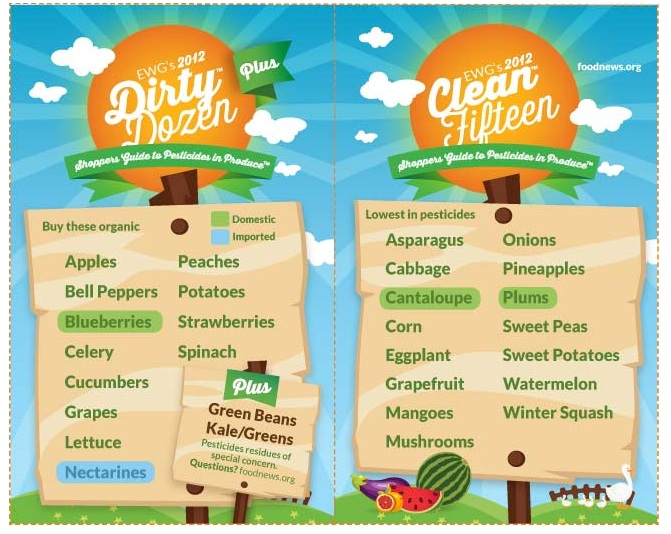 EWG's 2012
Dirty™
Dozen
Plus
Shoppers Guide to Pesticides in Produce™
Buy these organic
Domestic
Imported
Apples
Bell Peppers
Blueberries
Celery
Cucumbers
Grapes
Lettuce
Nectarines
Peaches
Potatoes
Strawberries
Spinach
Plus
Green Beans
Kale/Greens
Pesticides residues of
special concern.
Questions? foodnews.org
EWG's 2012
Clean™
Fifteen
foodnews.org
Shoppers Guide to Pesticides in Produce™
Lowest in pesticides
Asparagus
Cabbage
Cantaloupe
Corn
Eggplant
Grapefruit
Mangoes
Mushrooms
Onions
Pineapples
Plums
Sweet Peas
Sweet Potatoes
Watermelon
Winter Squash